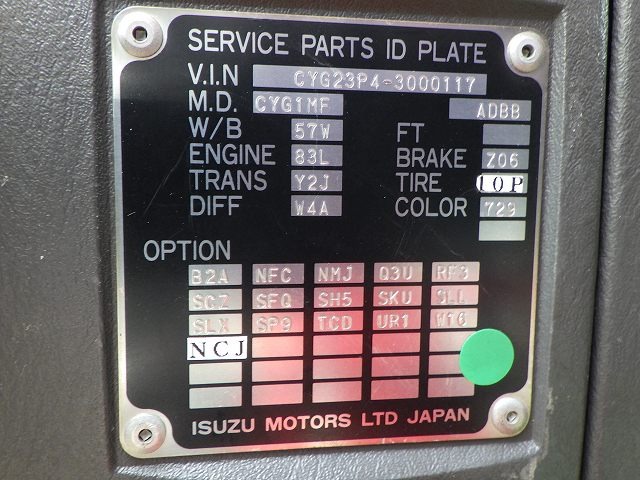 SERVICE PARTS ID PLATE
V.I.N CYG23P4-3000117
M.D. CYG1MF ADBB
W/B 57W FT
ENGINE 83L BRAKE Z06
TRANS Y2J TIRE 10P
DIFF W4A COLOR 729
OPTION
B2A NFC NMJ Q3U RF3
SCZ SFQ SH5 SKU SLL
SLX SP9 TCD UR1 W16
NCJ
ISUZU MOTORS LTD JAPAN